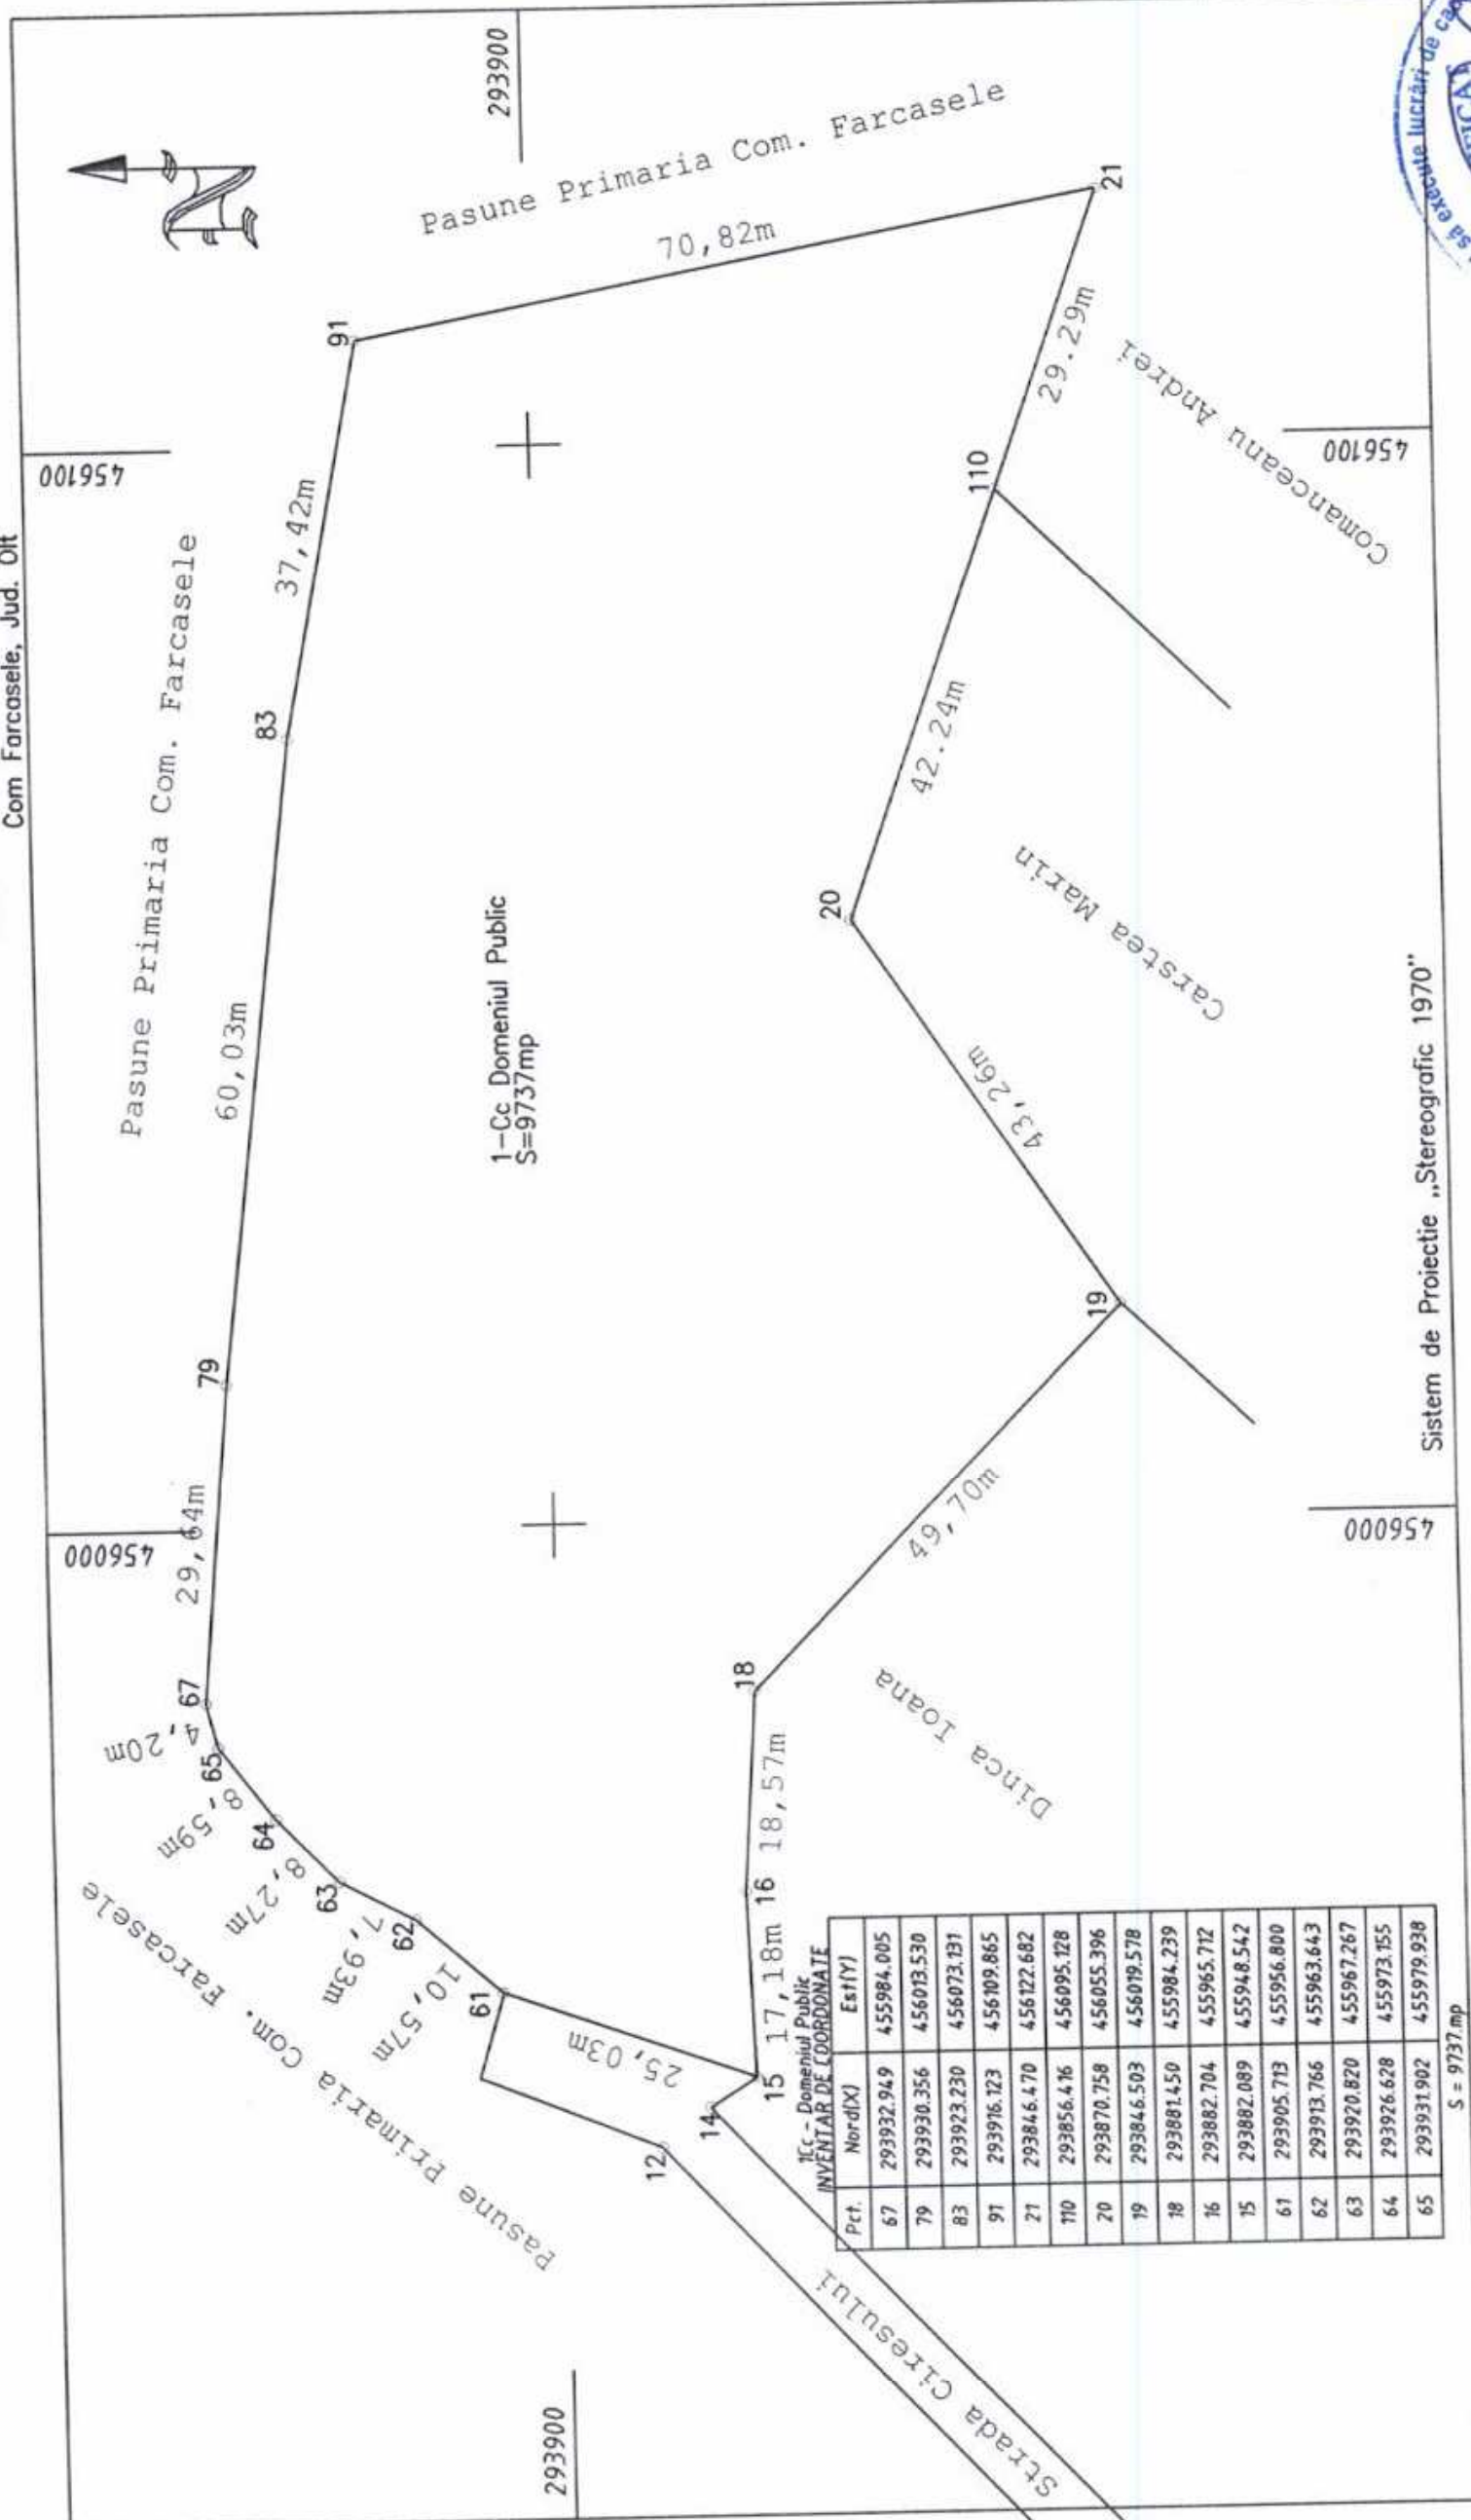 Com Farcasele, Jud. Olt
456000
456100
293900
293900
Pasune Primaria Com. Farcasele
Pasune Primaria Com. Farcasele
Pasune Primaria Com. Farcasele
67
29,64m
79
60,03m
83
37,42m
91
70,82m
21
29.29m
110
42.24m
20
43,26m
19
49,70m
18
18,57m
16
17,18m
15
25,03m
61
10,57m
62
7,93m
63
8,27m
64
8,59m
65
4,20m
14
12
1-Cc Domeniul Public
S=9737mp
Strada Ciresului
Dinca Ioana
Carstea Marin
Comanceanu Andrei
1Cc - Domeniul Public
INVENTAR DE COORDONATE
Pct. Nord(X) Est(Y)
67 293932.949 455984.005
79 293930.356 456013.530
83 293923.230 456073.131
91 293916.123 456109.865
21 293846.470 456122.682
110 293856.416 456095.128
20 293870.758 456055.396
19 293846.503 456019.578
18 293881.450 455984.239
16 293882.704 455965.712
15 293882.089 455948.542
61 293905.713 455956.800
62 293913.766 455963.643
63 293920.820 455967.267
64 293926.628 455973.155
65 293931.902 455979.938
S = 9737.mp
456000
456100
Sistem de Proiectie ,,Stereografic 1970"
să execute lucrări de